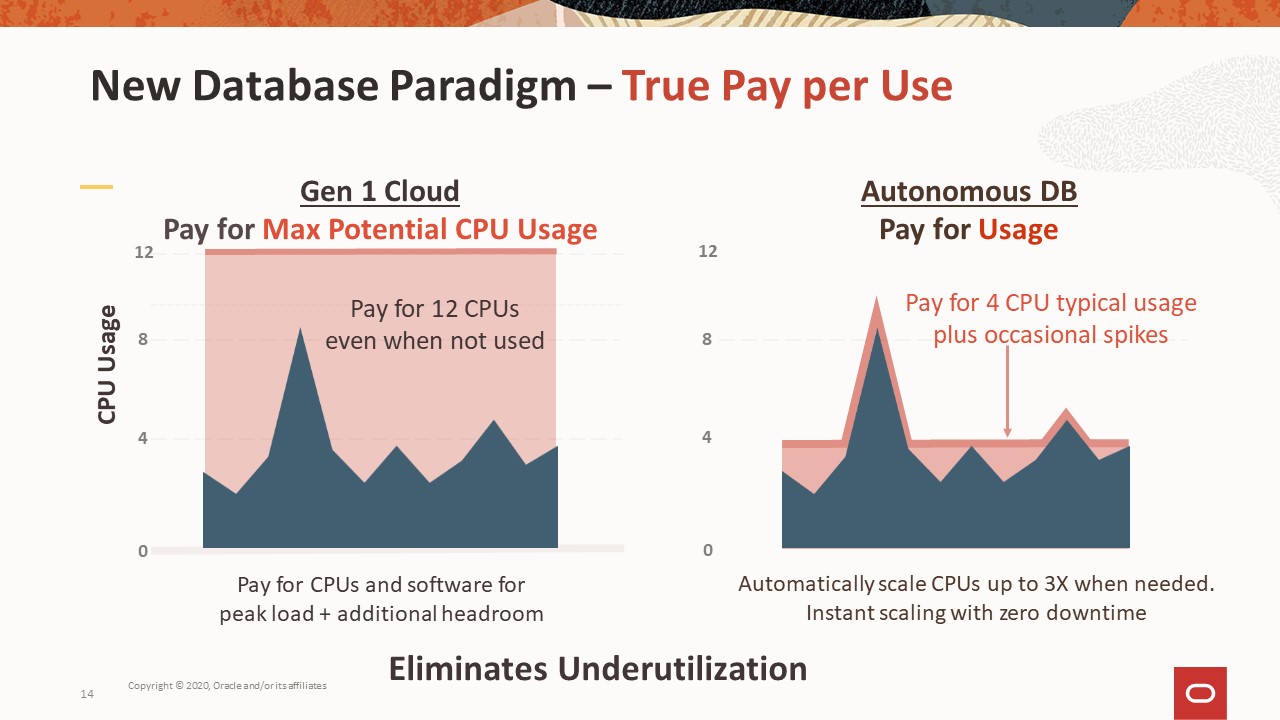 New Database Paradigm – True Pay per Use
Gen 1 Cloud
Pay for Max Potential CPU Usage
12
8
4
0
CPU Usage
Pay for 12 CPUs
even when not used
Pay for CPUs and software for
peak load + additional headroom
Autonomous DB
Pay for Usage
12
8
4
0
Pay for 4 CPU typical usage
plus occasional spikes
Automatically scale CPUs up to 3X when needed.
Instant scaling with zero downtime
Eliminates Underutilization
14
Copyright © 2020, Oracle and/or its affiliates